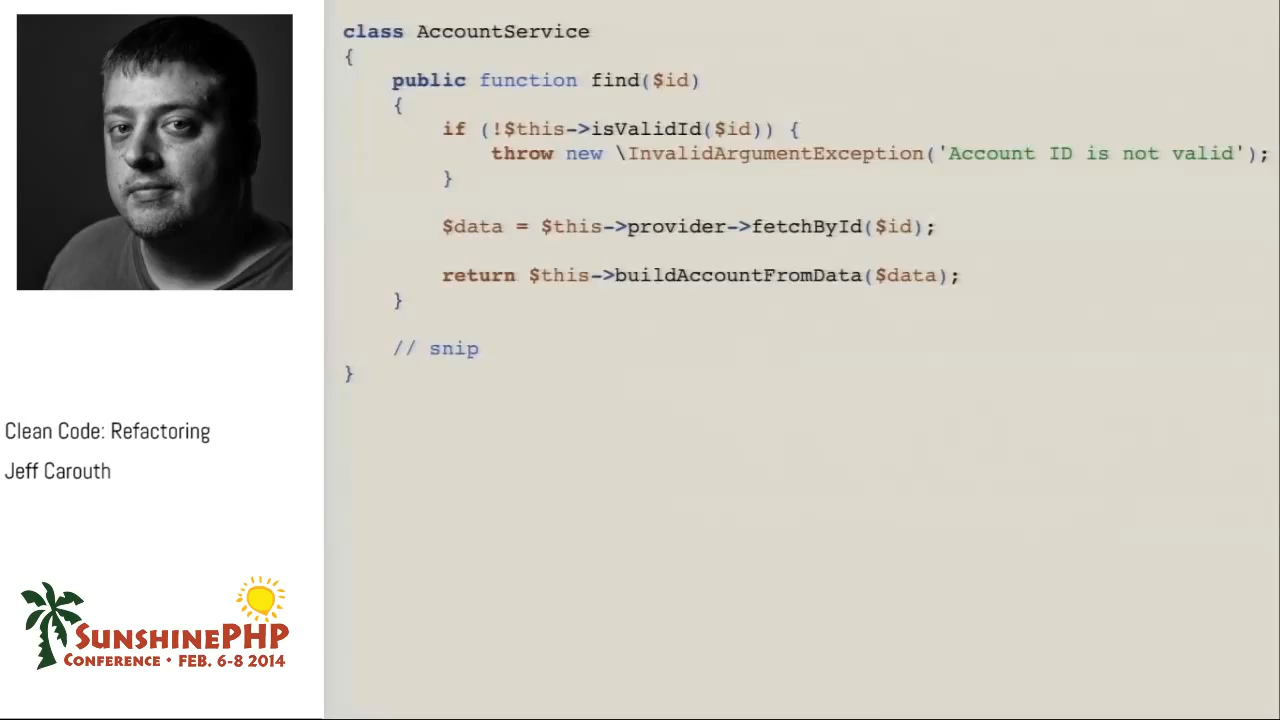 class AccountService
{
    public function find($id)
    {
        if (!$this->isValidId($id)) {
            throw new \InvalidArgumentException('Account ID is not valid');
        }

        $data = $this->provider->fetchById($id);

        return $this->buildAccountFromData($data);
    }

    // snip
}
Clean Code: Refactoring
Jeff Carouth
SUNSHINEPHP
CONFERENCE • FEB. 6-8 2014